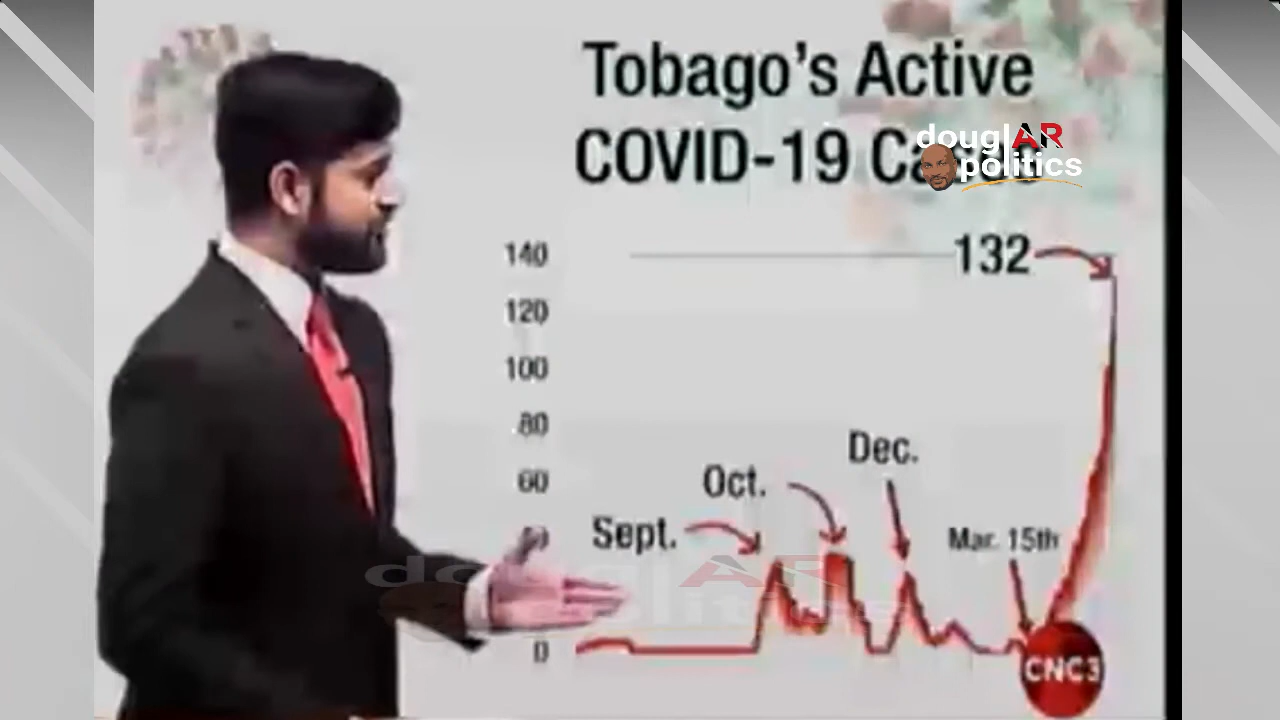 Tobago's Active
COVID-19
douglAR
politics
140
132
120
100
80
60
0
Sept.
Oct.
Dec.
Mar. 15th
douglAR
CNC3